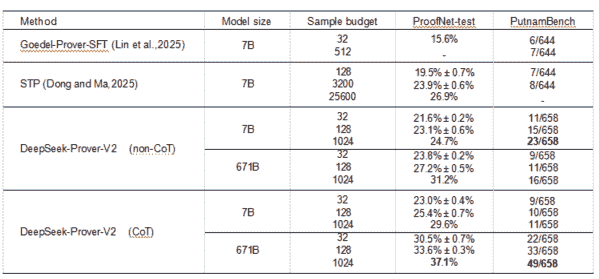 Method Model size Sample budget ProofNet-test PutnamBench
Goedel-Prover-SFT (Lin et al.,2025) 7B 32 15.6% 6/644
512 - 7/644
STP (Dong and Ma,2025) 7B 128 19.5% ± 0.7% 7/644
3200 23.9% ± 0.6% 8/644
25600 26.9% -
DeepSeek-Prover-V2 (non-CoT) 7B 32 21.6% ± 0.2% 11/658
128 23.1% ± 0.6% 15/658
1024 24.7% 23/658
671B 32 23.8% ± 0.2% 9/658
128 27.2% ± 0.5% 11/658
1024 31.2% 16/658
DeepSeek-Prover-V2 (CoT) 7B 32 23.0% ± 0.4% 9/658
128 25.4% ± 0.7% 10/658
1024 29.6% 11/658
671B 32 30.5% ± 0.7% 22/658
128 33.6% ± 0.3% 33/658
1024 37.1% 49/658